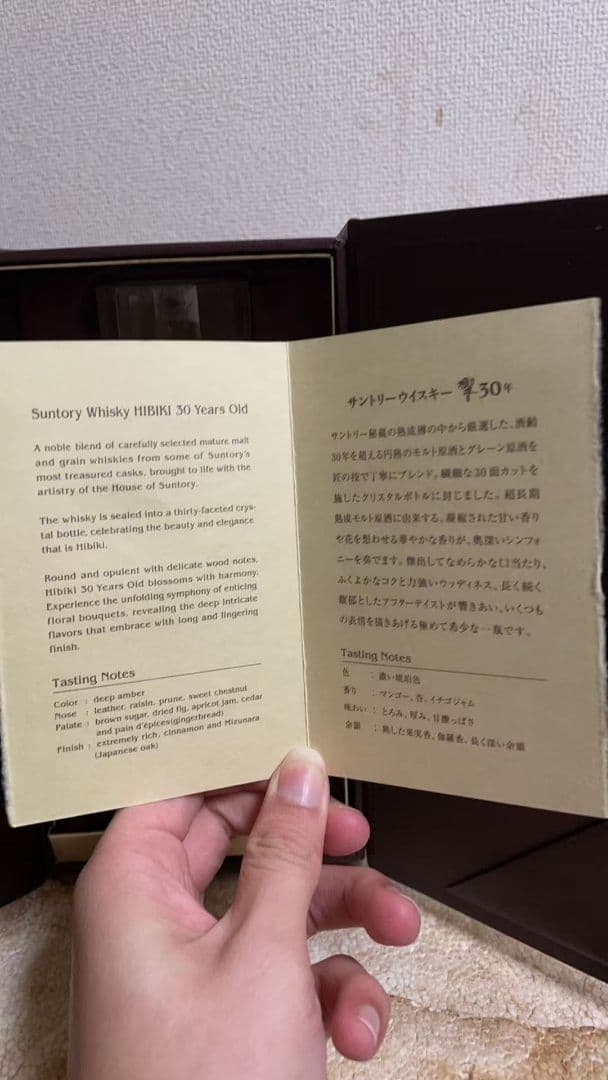 Suntory Whisky HIBIKI 30 Years Old
A noble blend of carefully selected mature malt
and grain whiskies from some of Suntory's
most treasured casks, brought to life with the
artistry of the House of Suntory.
The whisky is sealed into a thirty-faceted crys-
tal bottle, celebrating the beauty and elegance
that is Hibiki.
Round and opulent with delicate wood notes,
HIBIKI 30 Years Old blossoms with harmony.
Experience the unfolding symphony of enticing
floral bouquets, revealing the deep intricate
flavors that embrace with long and lingering
finish.
Tasting Notes
Color : deep amber
Nose : leather, raisin, prune, sweet chestnut
Palate : brown sugar, dried fig, apricot jam, cedar
and pain d'épices(gingerbread)
Finish : extremely rich, cinnamon and Mizunara
(Japanese oak)
サントリーウイスキー 響30年
サントリー秘蔵の熟成樽の中から厳選した、酒齢
30年を超える円熟のモルト原酒とグレーン原酒を
匠の技で丁寧にブレンド。繊細な30面カットを
施したクリスタルボトルに封じました。超長期
熟成モルト原酒に由来する、凝縮された甘い香り
や花を想わせる華やかな香りが、奥深いシンフォ
ニーを奏でます。傑出してなめらかな口当たり、
ふくよかなコクと力強いウッディネス。長く続く
馥郁としたアフターテイストが響きあい、いくつも
の表情を描きあげる極めて希少な一瓶です。
Tasting Notes
色 : 濃い琥珀色
香り : マンゴー、杏、イチゴジャム
味わい : とろみ、厚み、甘酸っぱさ
余韻 : 熟した果実香、伽羅香、長く深い余韻